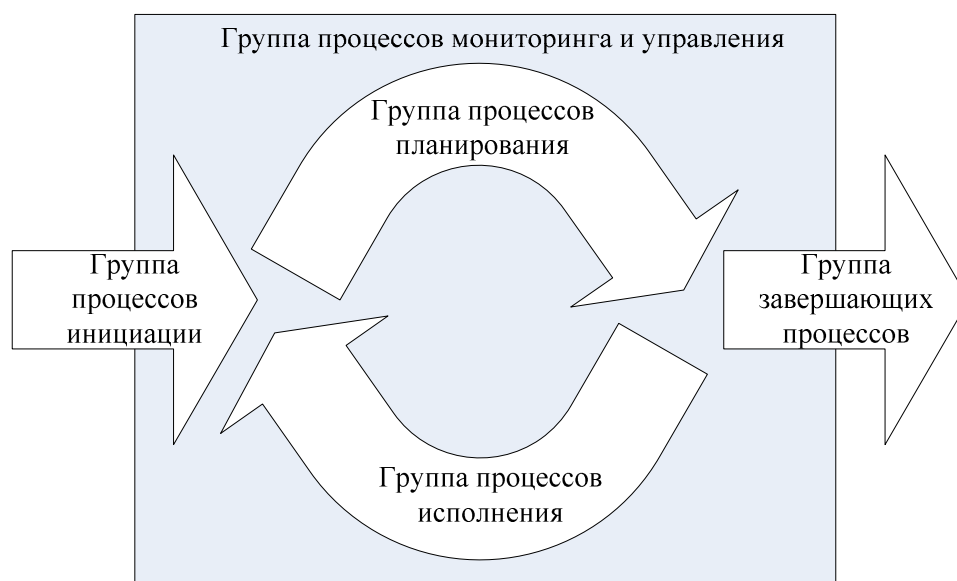 Группа процессов мониторинга и управления
Группа процессов
планирования
Группа
процессов
инициации
Группа
завершающих
процессов
Группа процессов
исполнения